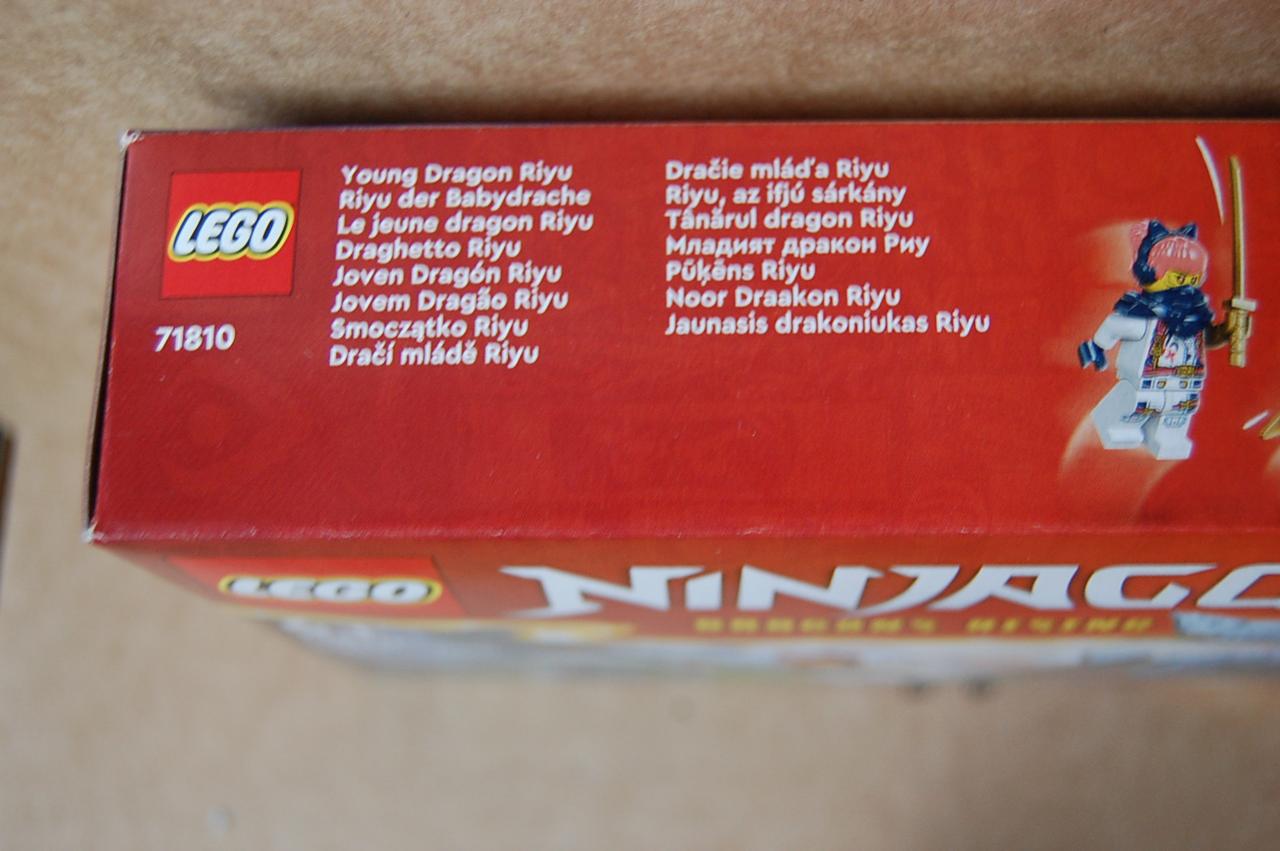 LEGO
71810
Young Dragon Riyu
Riyu der Babydrache
Le jeune dragon Riyu
Draghetto Riyu
Joven Dragón Riyu
Jovem Dragão Riyu
Smoczątko Riyu
Dračí mládě Riyu
Dračie mláďa Riyu
Riyu, az ifjú sárkány
Tânărul dragon Riyu
Младият дракон Риу
Pūķēns Riyu
Noor Draakon Riyu
Jaunasis drakoniukas Riyu
LEGO
NINJAGO
DRAGONS RISING